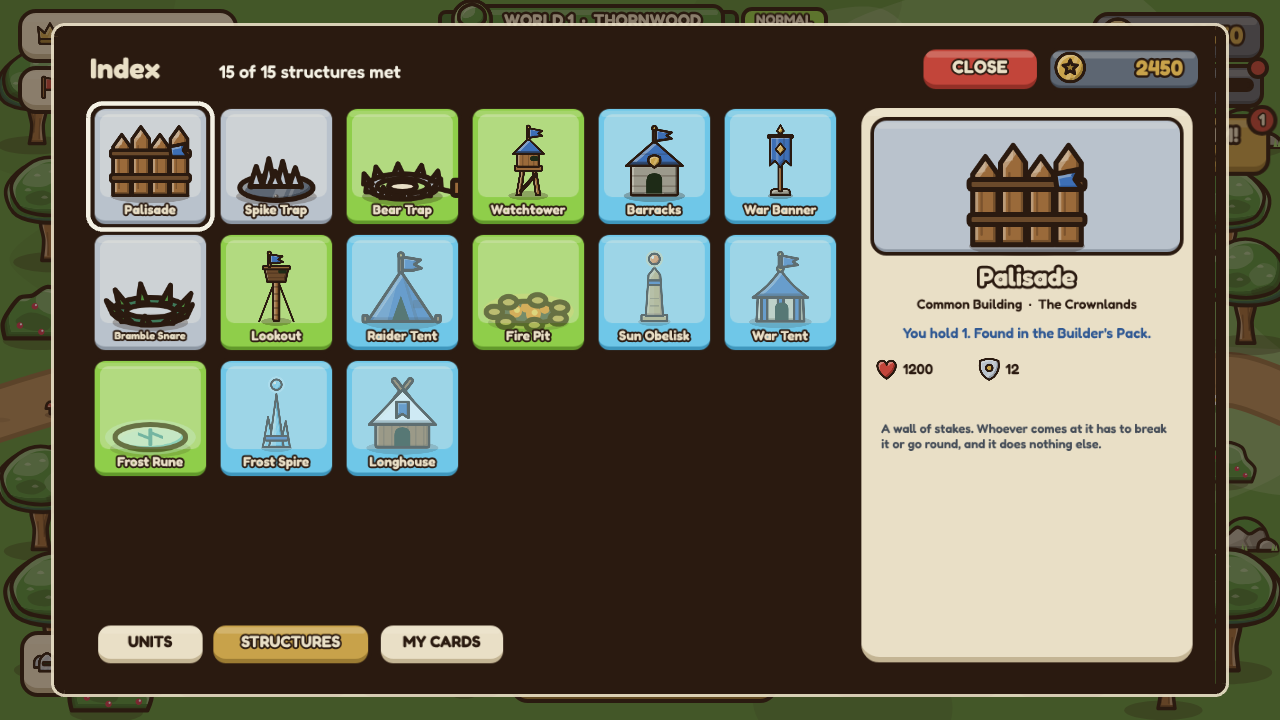 WORLD 1 · THORNWOOD
NORMAL
Index
15 of 15 structures met
CLOSE
2450
Palisade
Spike Trap
Bear Trap
Watchtower
Barracks
War Banner
Bramble Snare
Lookout
Raider Tent
Fire Pit
Sun Obelisk
War Tent
Frost Rune
Frost Spire
Longhouse
Palisade
Common Building · The Crownlands
You hold 1. Found in the Builder's Pack.
1200
12
A wall of stakes. Whoever comes at it has to break
it or go round, and it does nothing else.
UNITS
STRUCTURES
MY CARDS
1